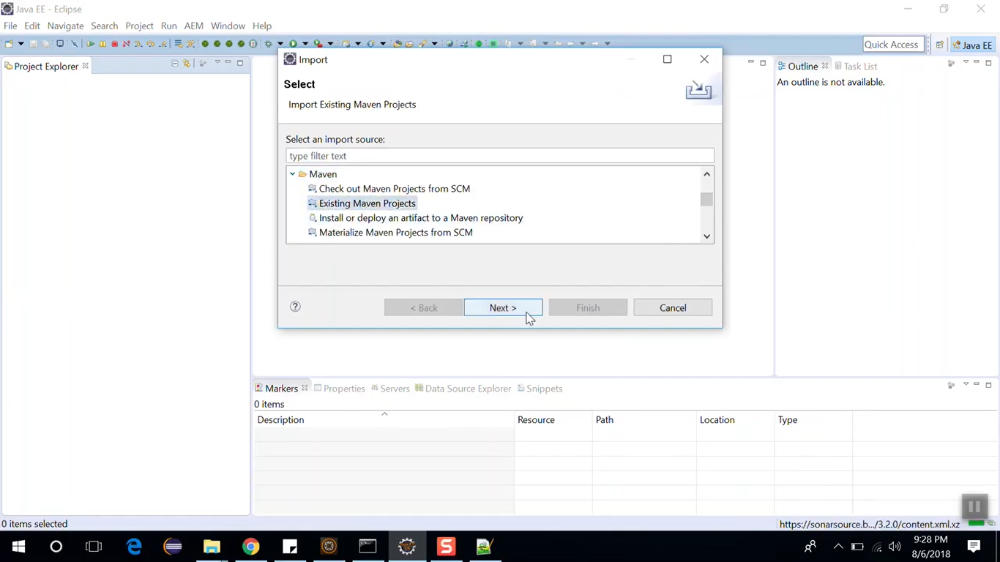 Java EE - Eclipse
File Edit Navigate Search Project Run AEM Window Help
Quick Access
Java EE
Project Explorer
Import
Select
Import Existing Maven Projects
Select an import source:
type filter text
Maven
Check out Maven Projects from SCM
Existing Maven Projects
Install or deploy an artifact to a Maven repository
Materialize Maven Projects from SCM
?
< Back Next > Finish Cancel
Outline Task List
An outline is not available.
Markers Properties Servers Data Source Explorer Snippets
0 items
Description Resource Path Location Type
0 items selected
https://sonarsource.b.../3.2.0/content.xml.xz
S
9:28 PM
8/6/2018